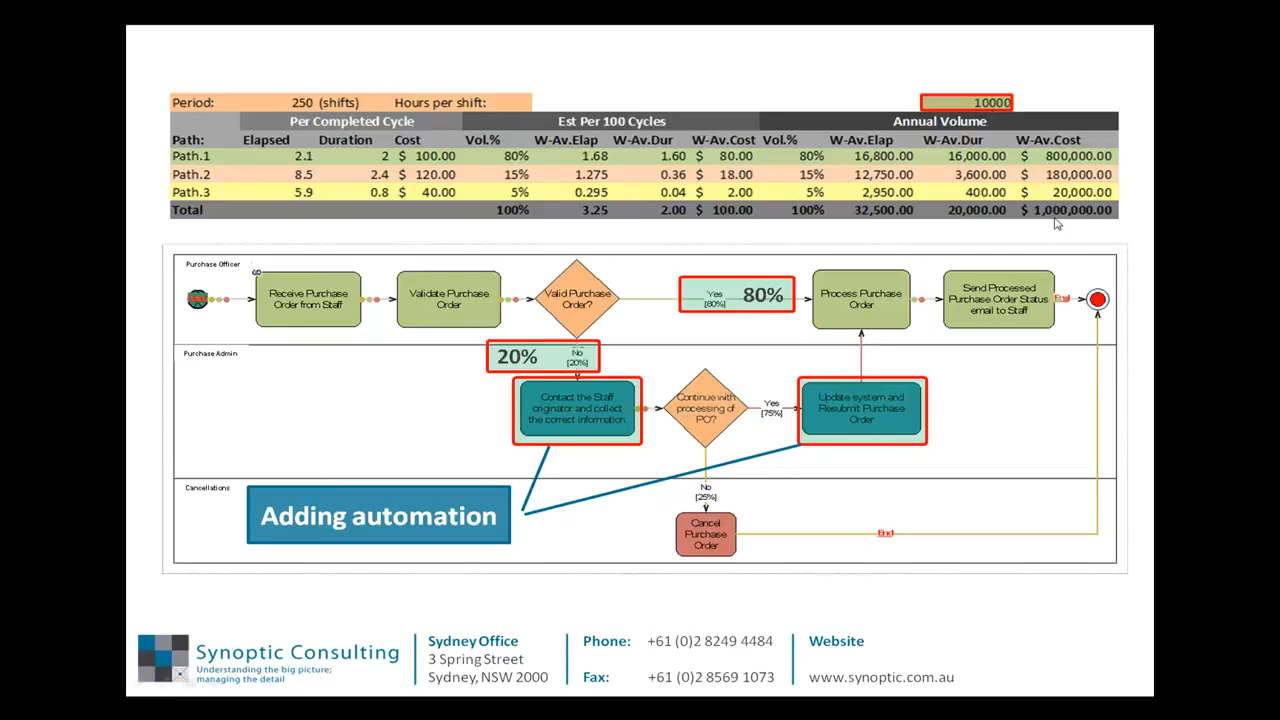 Period: 250 (shifts) Hours per shift: 10000
Per Completed Cycle Est Per 100 Cycles Annual Volume
Path: Elapsed Duration Cost Vol.% W-Av.Elap W-Av.Dur W-Av.Cost Vol.% W-Av.Elap W-Av.Dur W-Av.Cost
Path.1 2.1 2 $ 100.00 80% 1.68 1.60 $ 80.00 80% 16,800.00 16,000.00 $ 800,000.00
Path.2 8.5 2.4 $ 120.00 15% 1.275 0.36 $ 18.00 15% 12,750.00 3,600.00 $ 180,000.00
Path.3 5.9 0.8 $ 40.00 5% 0.295 0.04 $ 2.00 5% 2,950.00 400.00 $ 20,000.00
Total 100% 3.25 2.00 $ 100.00 100% 32,500.00 20,000.00 $ 1,000,000.00
Purchase Officer
Receive Purchase
Order from Staff
Validate Purchase
Order
Valid Purchase
Order?
Yes
[80%]
80%
Process Purchase
Order
Send Processed
Purchase Order Status
email to Staff
End
Purchase Admin
20%
No
[20%]
Contact the Staff
originator and collect
the correct information
Continue with
processing of
PO?
Yes
[75%]
Update system and
Resubmit Purchase
Order
Cancellations
No
[25%]
Adding automation
Cancel
Purchase
Order
End
Synoptic Consulting
Understanding the big picture;
managing the detail
Sydney Office
3 Spring Street
Sydney, NSW 2000
Phone: +61 (0)2 8249 4484
Fax: +61 (0)2 8569 1073
Website
www.synoptic.com.au